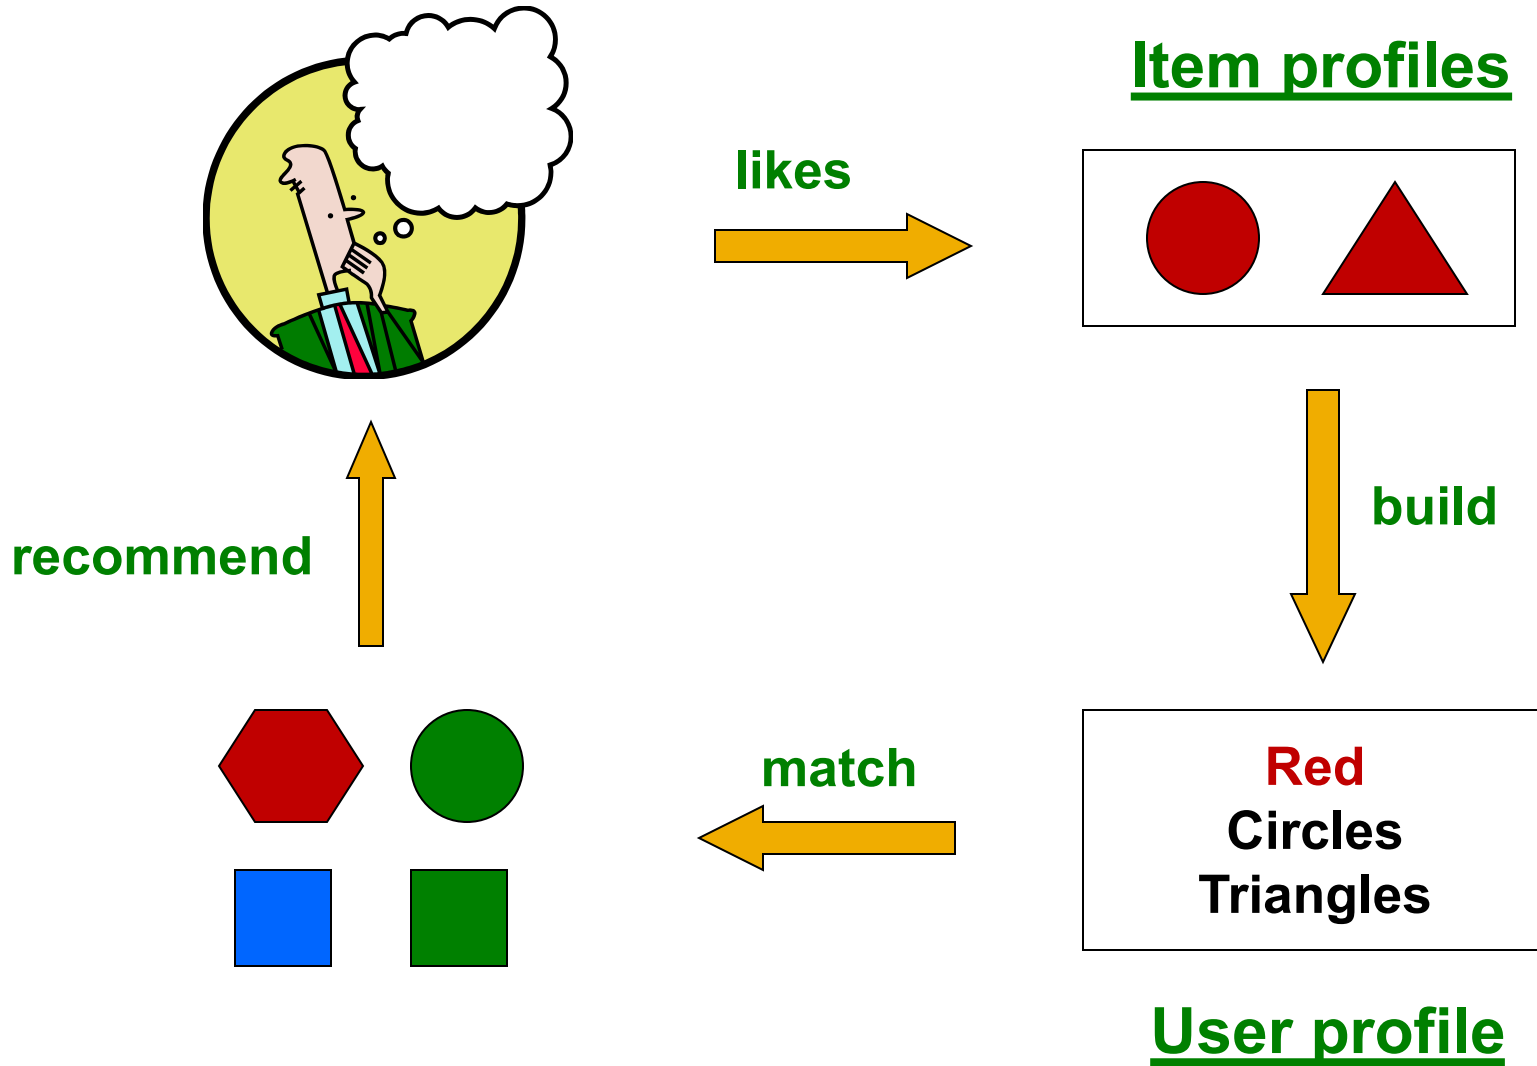 Item profiles
likes
build
recommend
match
Red
Circles
Triangles
User profile